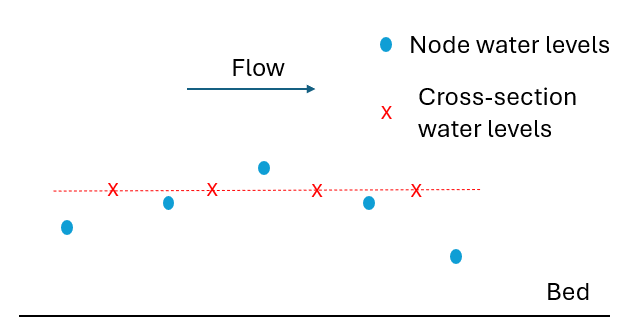 Node water levels
Flow
x Cross-section
water levels
x x x x
Bed